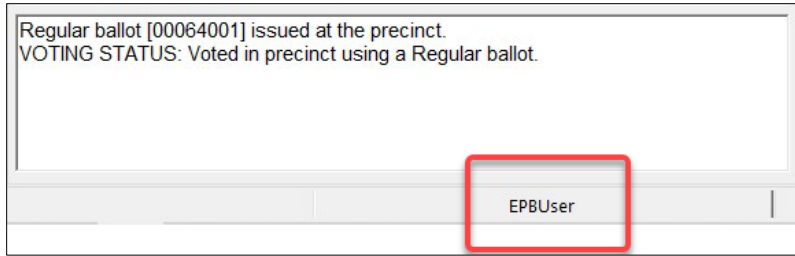 Regular ballot [00064001] issued at the precinct.
VOTING STATUS: Voted in precinct using a Regular ballot.
EPBUser